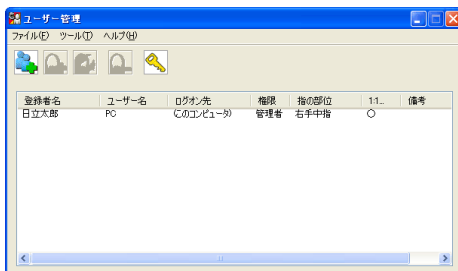 ユーザー管理
ファイル(F) ツール(T) ヘルプ(H)
登録者名 ユーザー名 ログオン先 権限 指の部位 1:1... 備考
日立太郎 PC (このコンピュータ) 管理者 右手中指 ○